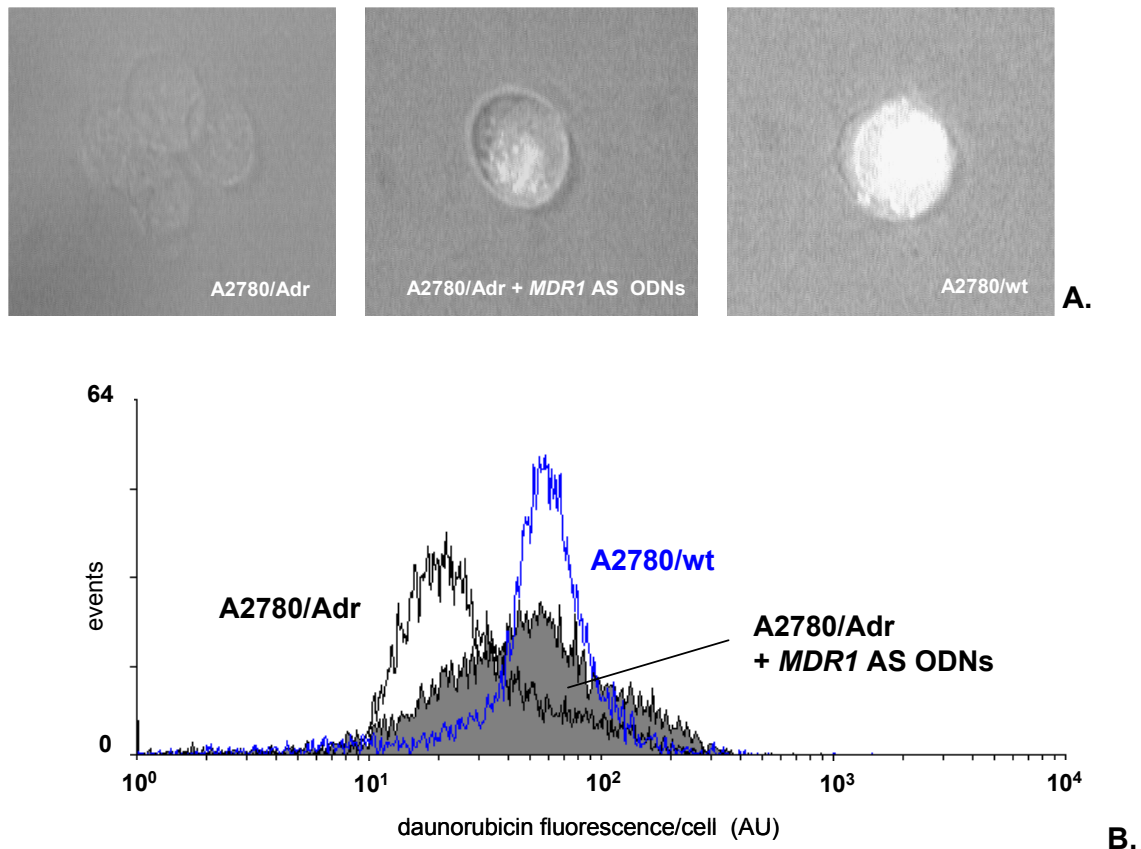 A2780/Adr
A2780/Adr + MDR1 AS ODNs
A2780/wt
A.
64
events
0
A2780/Adr
A2780/wt
A2780/Adr
+ MDR1 AS ODNs
10⁰
10¹
10²
10³
10⁴
daunorubicin fluorescence/cell (AU)
B.